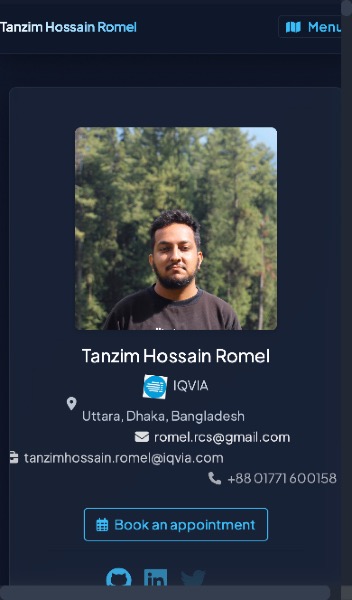 Tanzim Hossain Romel
Menu
Tanzim Hossain Romel
IQVIA
Uttara, Dhaka, Bangladesh
romel.rcs@gmail.com
tanzimhossain.romel@iqvia.com
+88 01771 600158
Book an appointment
in